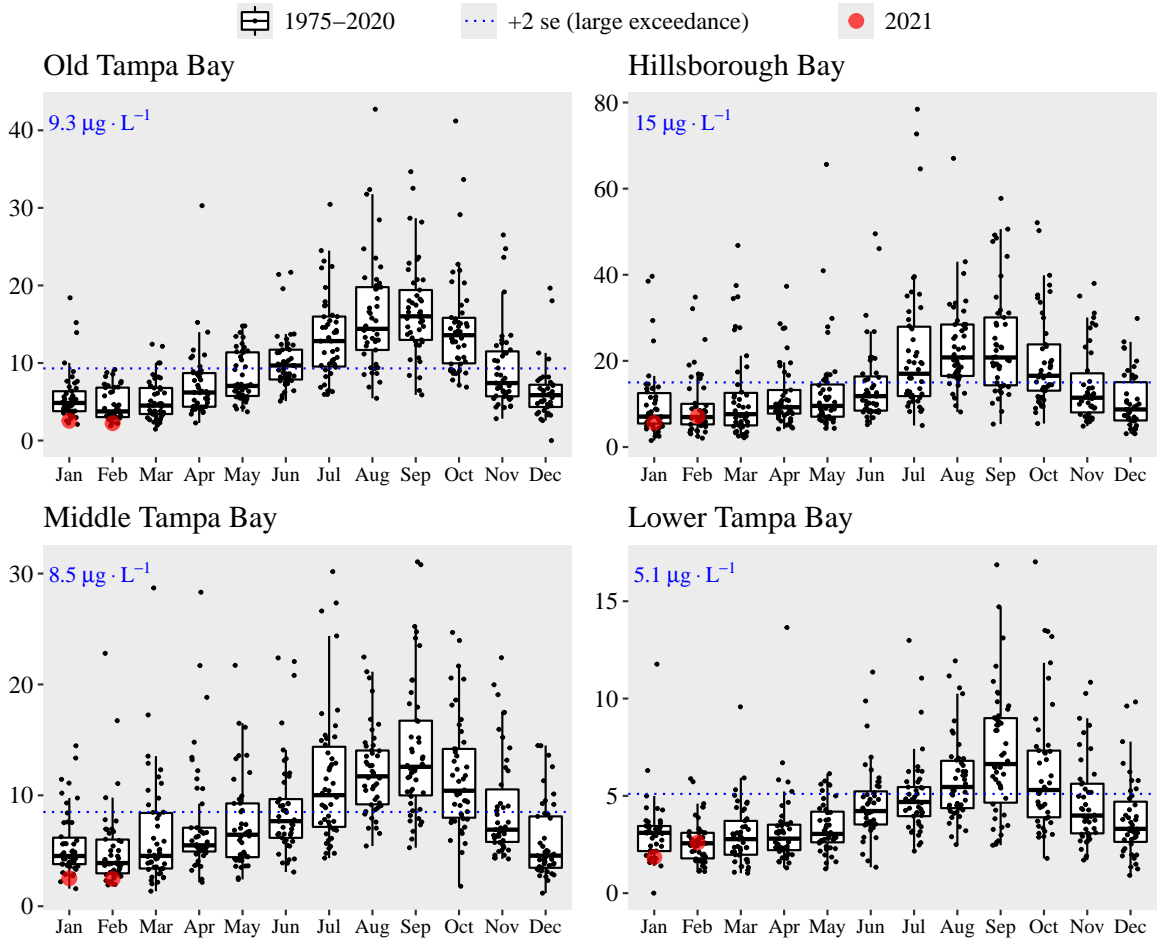 1975−2020 +2 se (large exceedance) 2021
Old Tampa Bay
9.3 μg · L⁻¹
40
30
20
10
0
Jan Feb Mar Apr May Jun Jul Aug Sep Oct Nov Dec
Hillsborough Bay
15 μg · L⁻¹
80
60
40
20
0
Jan Feb Mar Apr May Jun Jul Aug Sep Oct Nov Dec
Middle Tampa Bay
8.5 μg · L⁻¹
30
20
10
0
Jan Feb Mar Apr May Jun Jul Aug Sep Oct Nov Dec
Lower Tampa Bay
5.1 μg · L⁻¹
15
10
5
0
Jan Feb Mar Apr May Jun Jul Aug Sep Oct Nov Dec